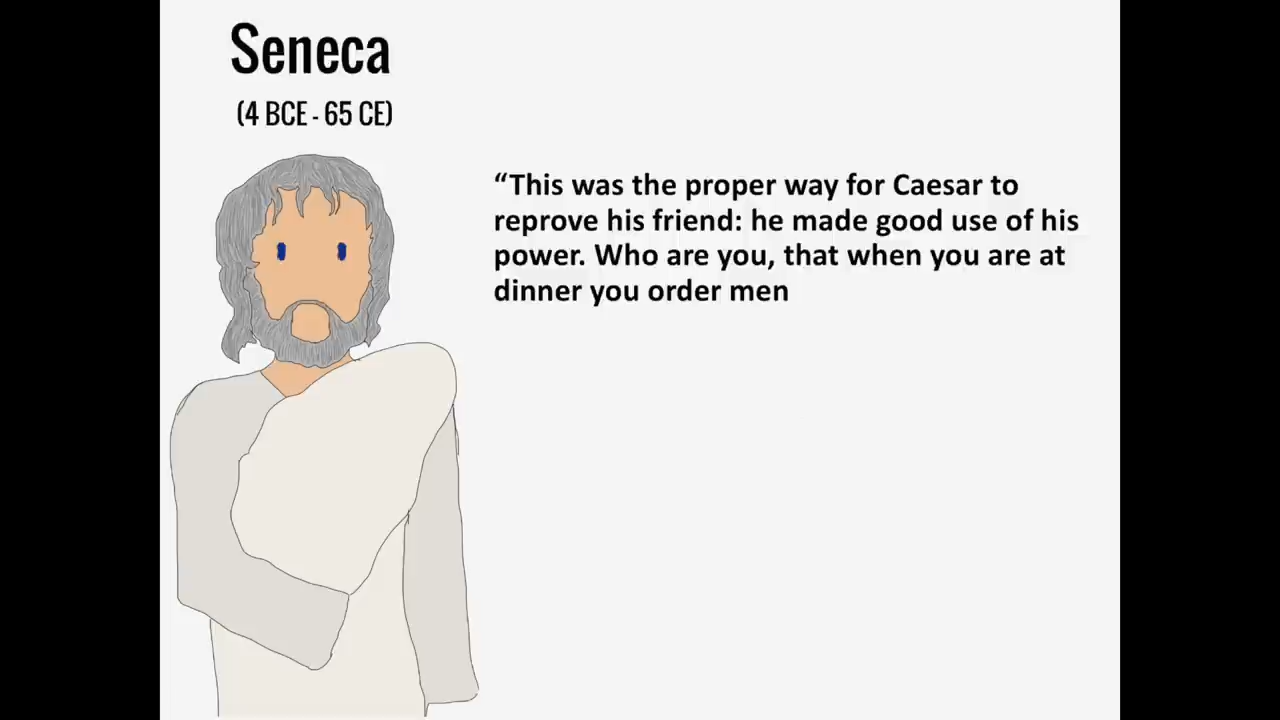 Seneca
(4 BCE - 65 CE)
“This was the proper way for Caesar to
reprove his friend: he made good use of his
power. Who are you, that when you are at
dinner you order men